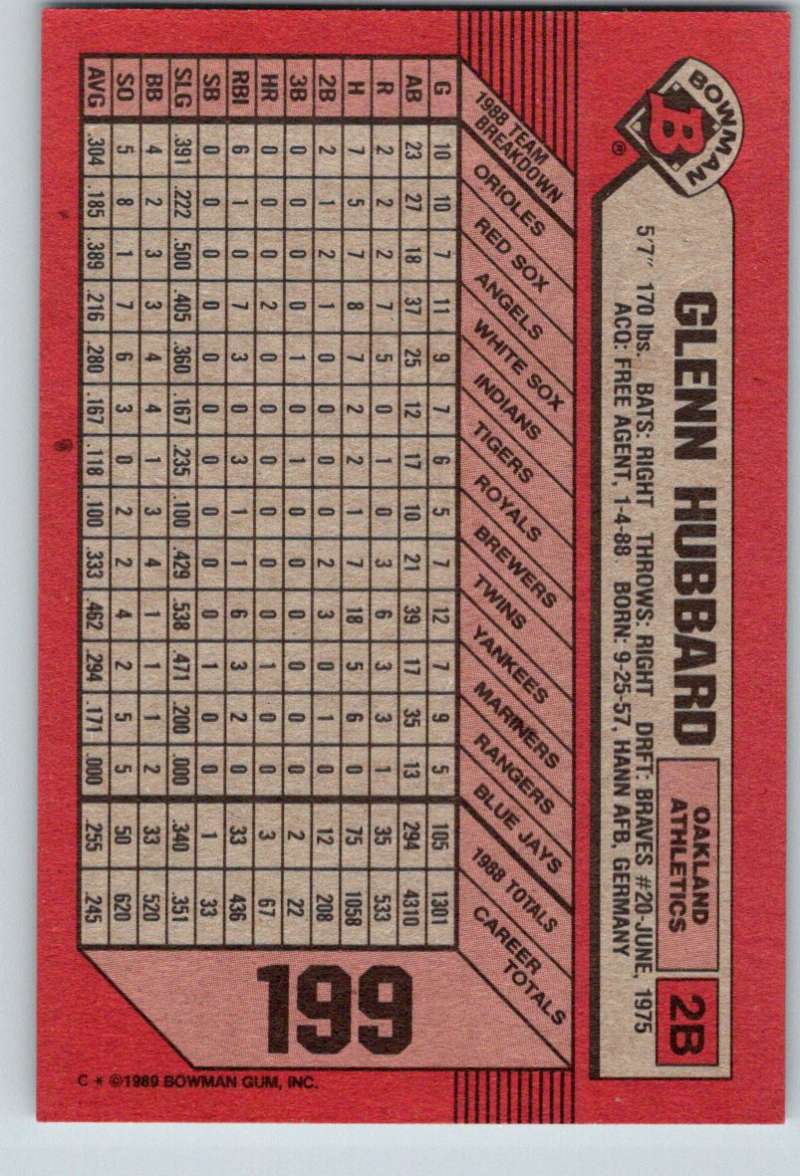 BOWMAN
B ®
GLENN HUBBARD
OAKLAND
ATHLETICS
2B
5'7" 170 lbs. BATS: RIGHT THROWS: RIGHT DRFT: BRAVES #20-JUNE, 1975
ACQ: FREE AGENT, 1-4-88 BORN: 9-25-57, HANN AFB, GERMANY
1988 TEAM
BREAKDOWN
ORIOLES
RED SOX
ANGELS
WHITE SOX
INDIANS
TIGERS
ROYALS
BREWERS
TWINS
YANKEES
MARINERS
RANGERS
BLUE JAYS
1988 TOTALS
CAREER
TOTALS
G 10 10 7 11 9 7 6 5 7 12 7 9 5 105 1301
AB 23 27 18 37 25 12 17 10 21 39 17 35 13 294 4310
R 2 2 2 7 5 0 1 0 3 6 3 3 1 35 533
H 7 5 7 8 7 2 2 1 7 18 5 6 0 75 1058
2B 2 1 2 1 0 0 0 0 2 3 0 1 0 12 208
3B 0 0 0 0 1 0 1 0 0 0 0 0 0 2 22
HR 0 0 0 2 0 0 0 0 0 0 1 0 0 3 67
RBI 6 1 0 7 3 0 3 1 1 6 3 2 0 33 436
SB 0 0 0 0 0 0 0 0 0 0 1 0 0 1 33
SLG .391 .222 .500 .405 .360 .167 .235 .100 .429 .538 .471 .200 .000 .340 .351
BB 4 2 3 3 4 4 1 3 4 1 1 1 2 33 520
SO 5 8 1 7 6 3 0 2 2 4 2 5 5 50 620
AVG .304 .185 .389 .216 .280 .167 .118 .100 .333 .462 .294 .171 .000 .255 .245
199
C * ©1989 BOWMAN GUM, INC.